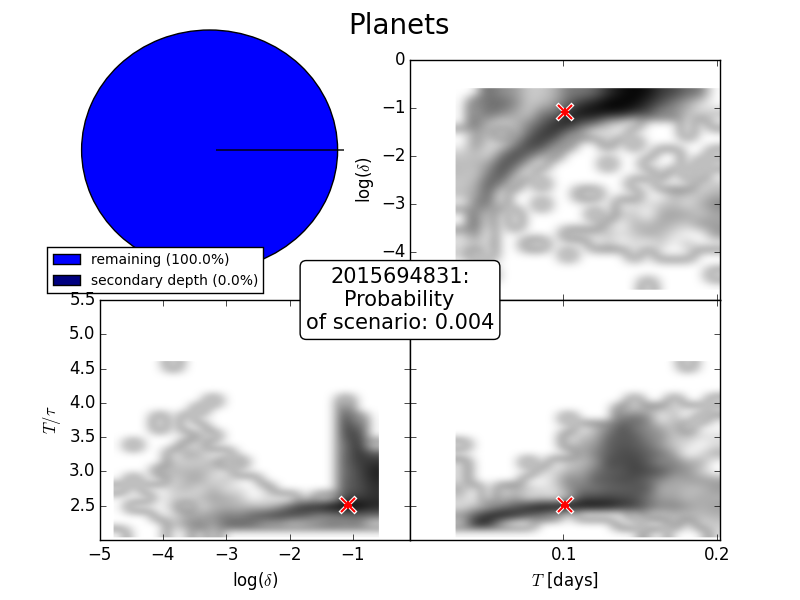 Planets
remaining (100.0%)
secondary depth (0.0%)
0
−1
−2
−3
−4
log(δ)
2015694831:
Probability
of scenario: 0.004
5.5
5.0
4.5
4.0
3.5
3.0
2.5
T/τ
−5 −4 −3 −2 −1
log(δ)
0.1 0.2
T [days]